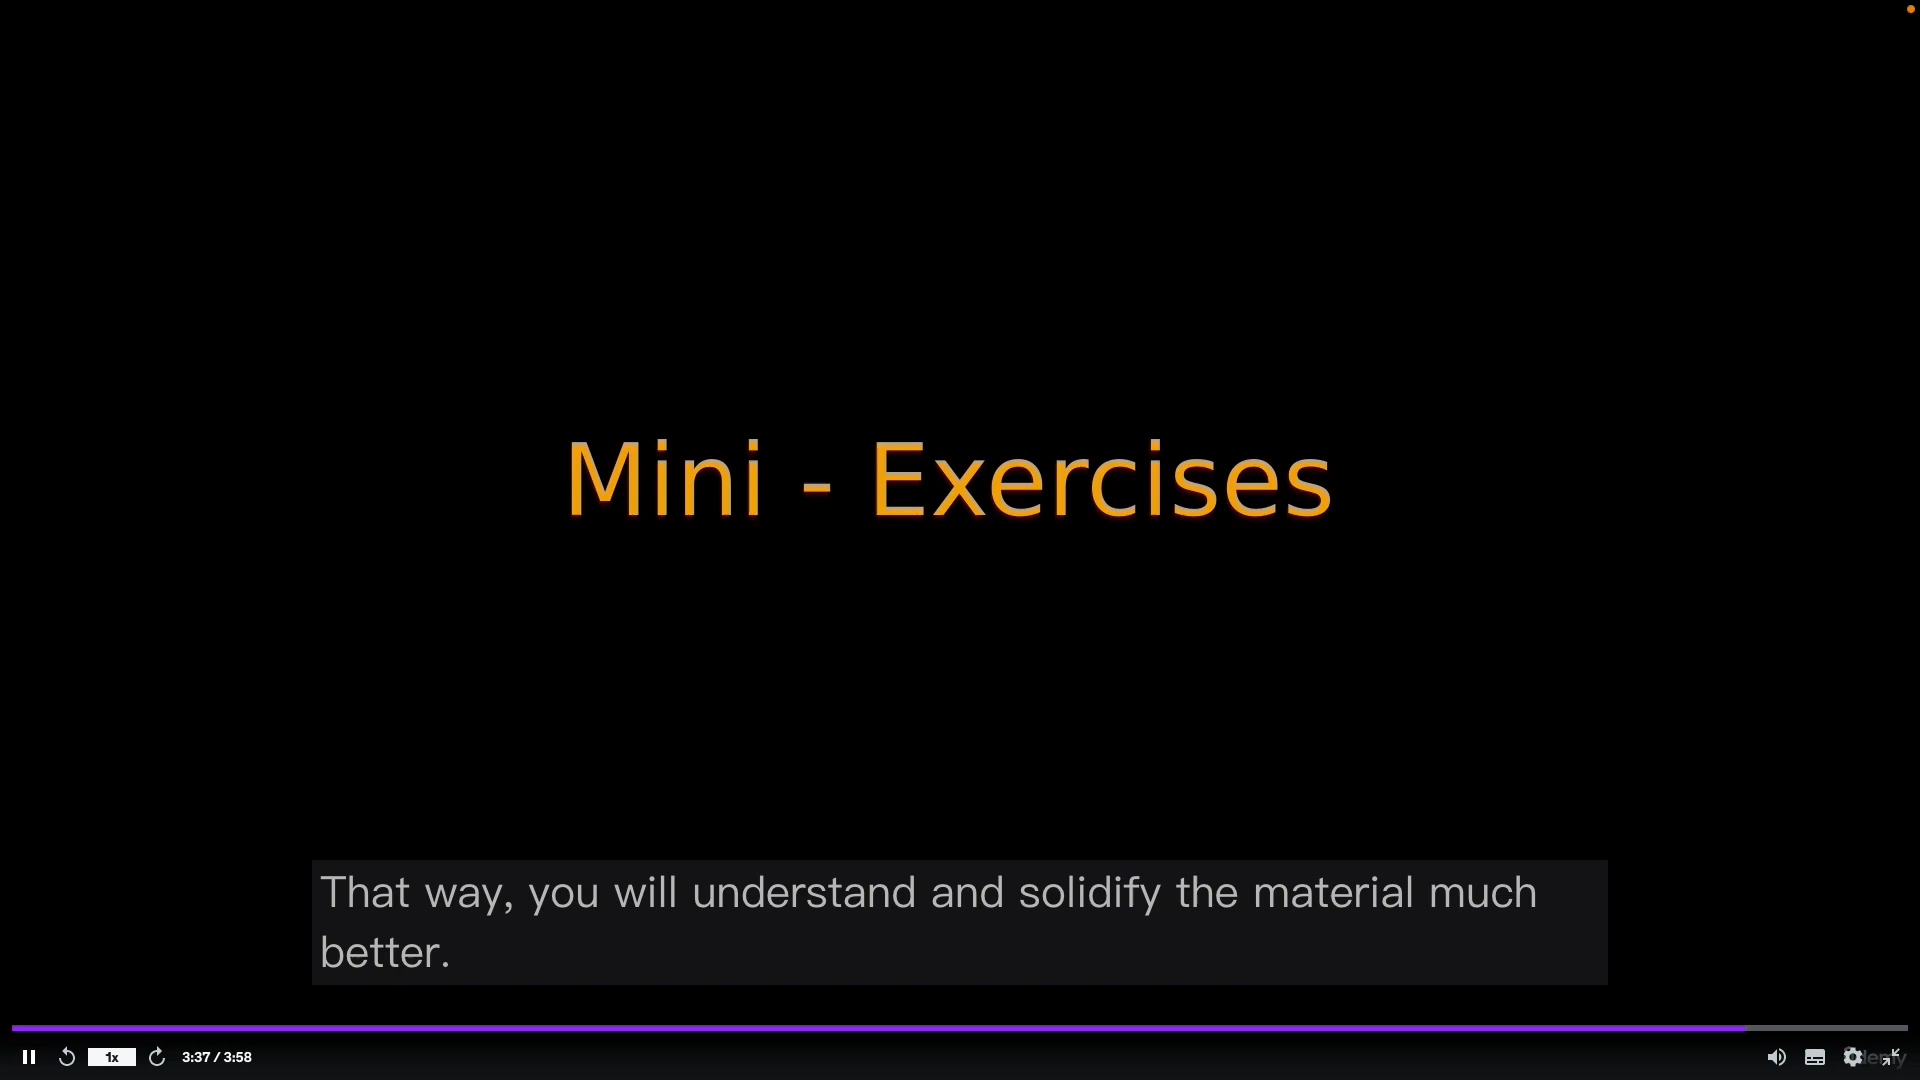 Mini - Exercises
That way, you will understand and solidify the material much
better.
1x
3:37 / 3:58